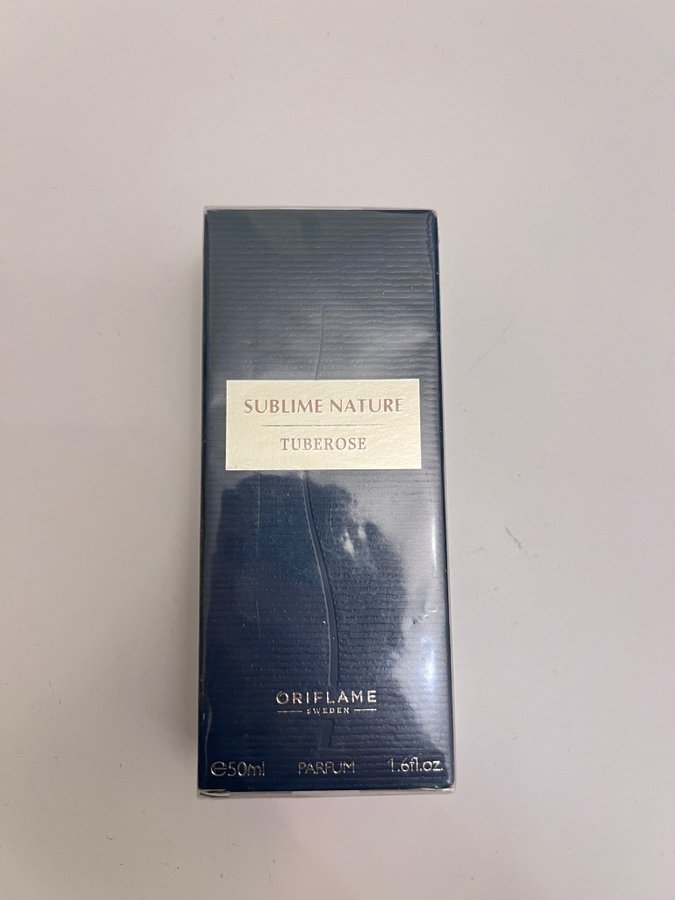 SUBLIME NATURE
TUBEROSE
ORIFLAME
SWEDEN
℮50ml PARFUM 1.6fl.oz.